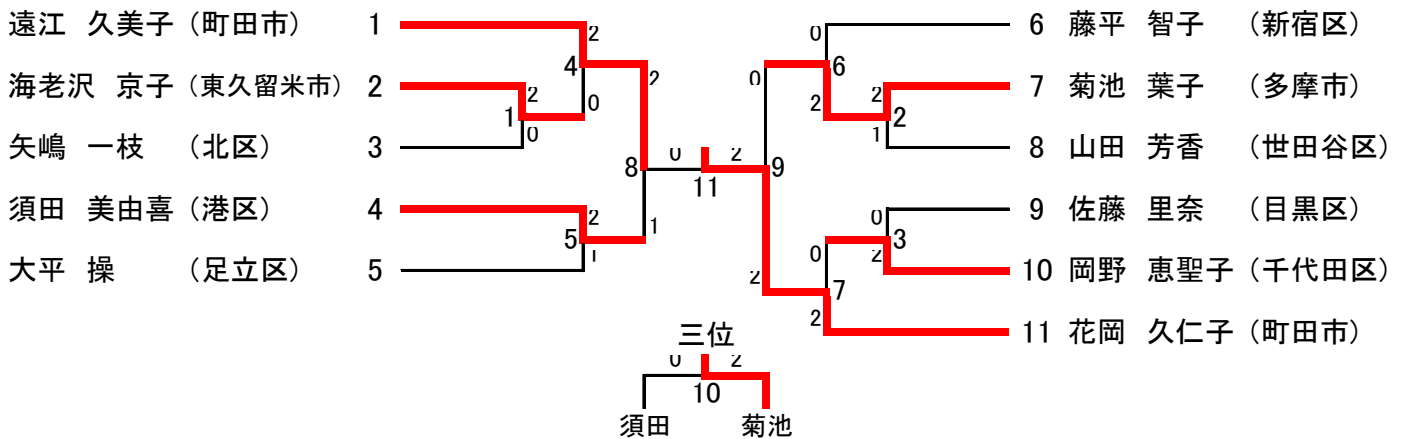 遠江 久美子（町田市） 1
海老沢 京子（東久留米市） 2
矢嶋 一枝 （北区） 3
須田 美由喜（港区） 4
大平 操 （足立区） 5
2
4
2
0
2
1
0
8
2
5
1
1
0
2
11
0
6
2
0
2
2
1
9
0
3
2
0
7
2
2
6 藤平 智子 （新宿区）
7 菊池 葉子 （多摩市）
8 山田 芳香 （世田谷区）
9 佐藤 里奈 （目黒区）
10 岡野 恵聖子（千代田区）
11 花岡 久仁子（町田市）
三位
0 2
10
須田 菊池